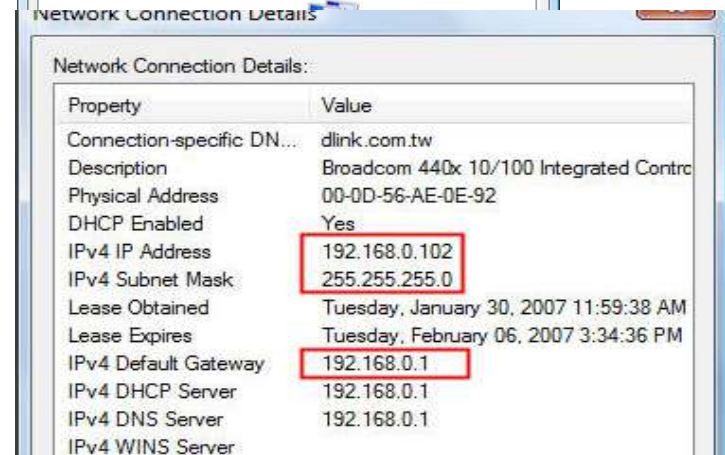 Network Connection Details
Network Connection Details:
Property Value
Connection-specific DN... dlink.com.tw
Description Broadcom 440x 10/100 Integrated Contrc
Physical Address 00-0D-56-AE-0E-92
DHCP Enabled Yes
IPv4 IP Address 192.168.0.102
IPv4 Subnet Mask 255.255.255.0
Lease Obtained Tuesday, January 30, 2007 11:59:38 AM
Lease Expires Tuesday, February 06, 2007 3:34:36 PM
IPv4 Default Gateway 192.168.0.1
IPv4 DHCP Server 192.168.0.1
IPv4 DNS Server 192.168.0.1
IPv4 WINS Server